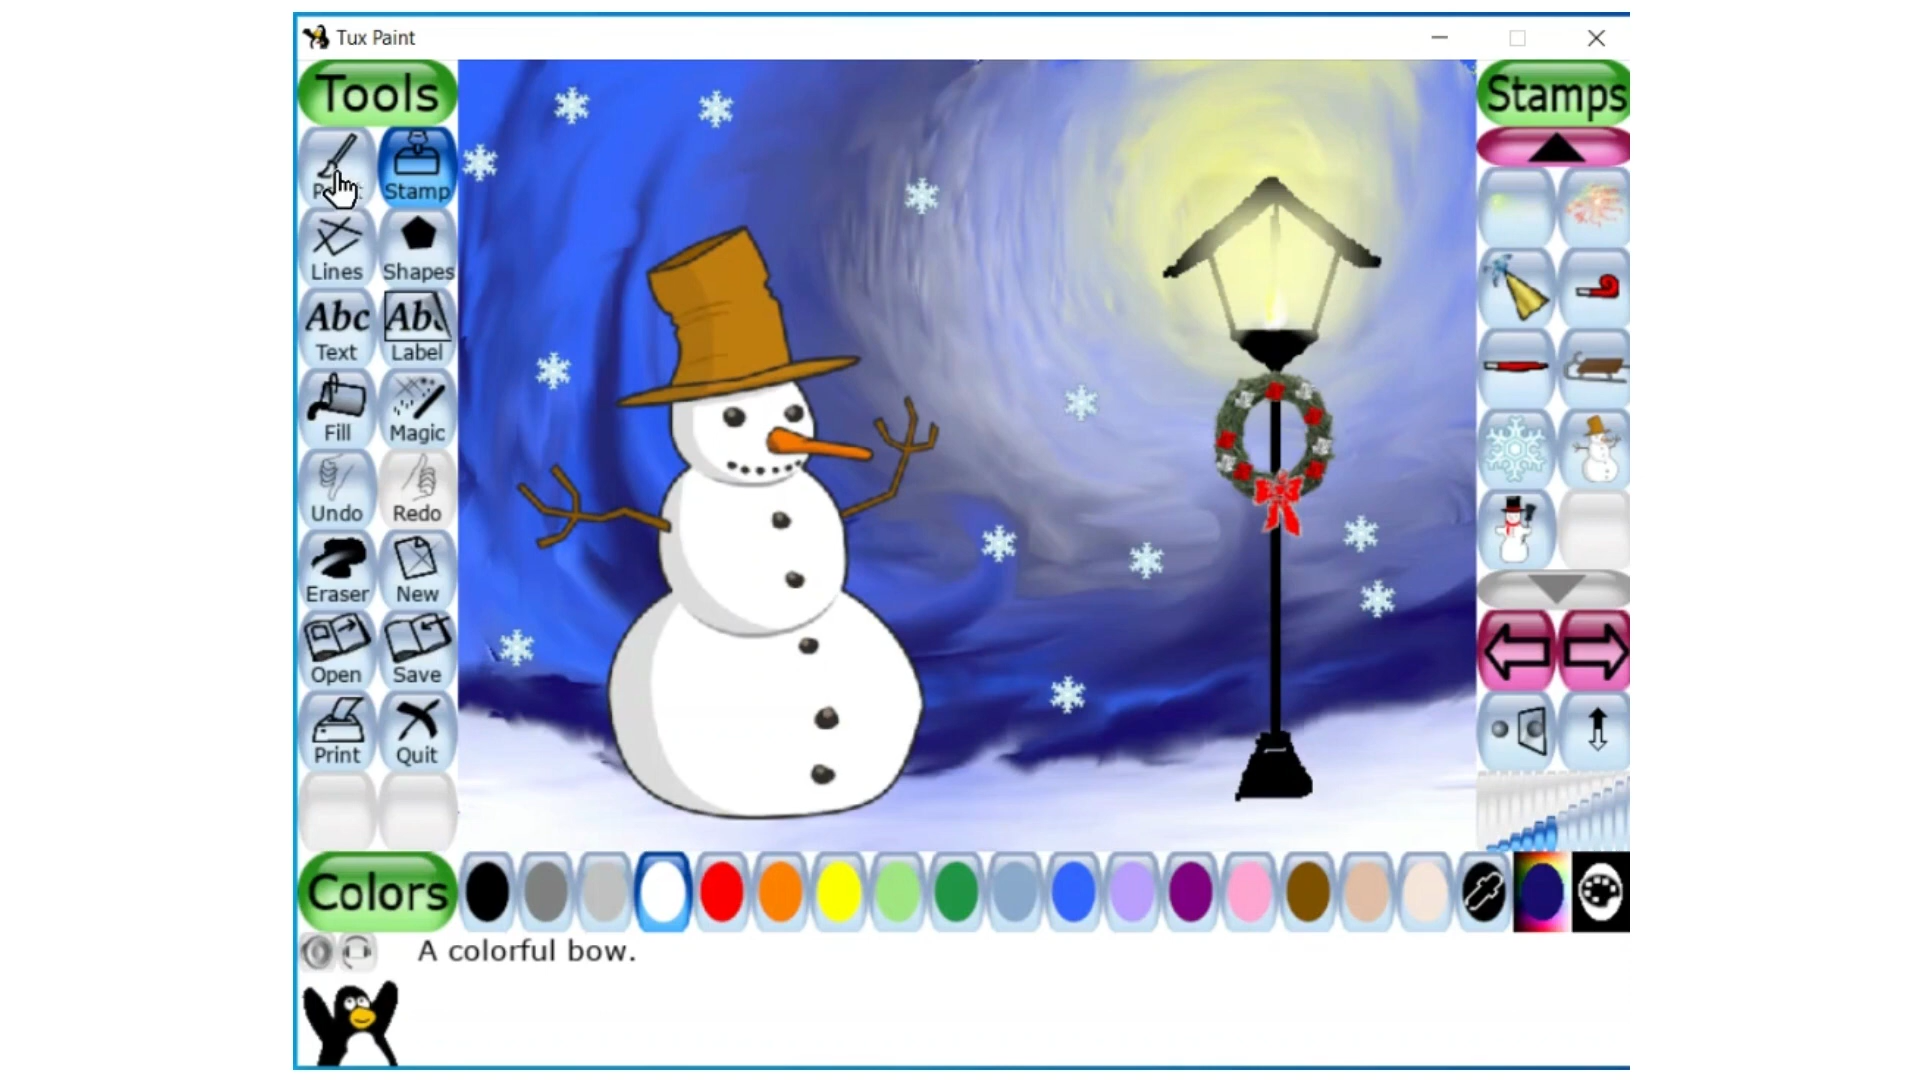 Tux Paint
Tools
Stamps
Stamp
Lines
Shapes
Abc
Text
Label
Fill
Magic
Undo
Redo
Eraser
New
Open
Save
Print
Quit
Colors
A colorful bow.